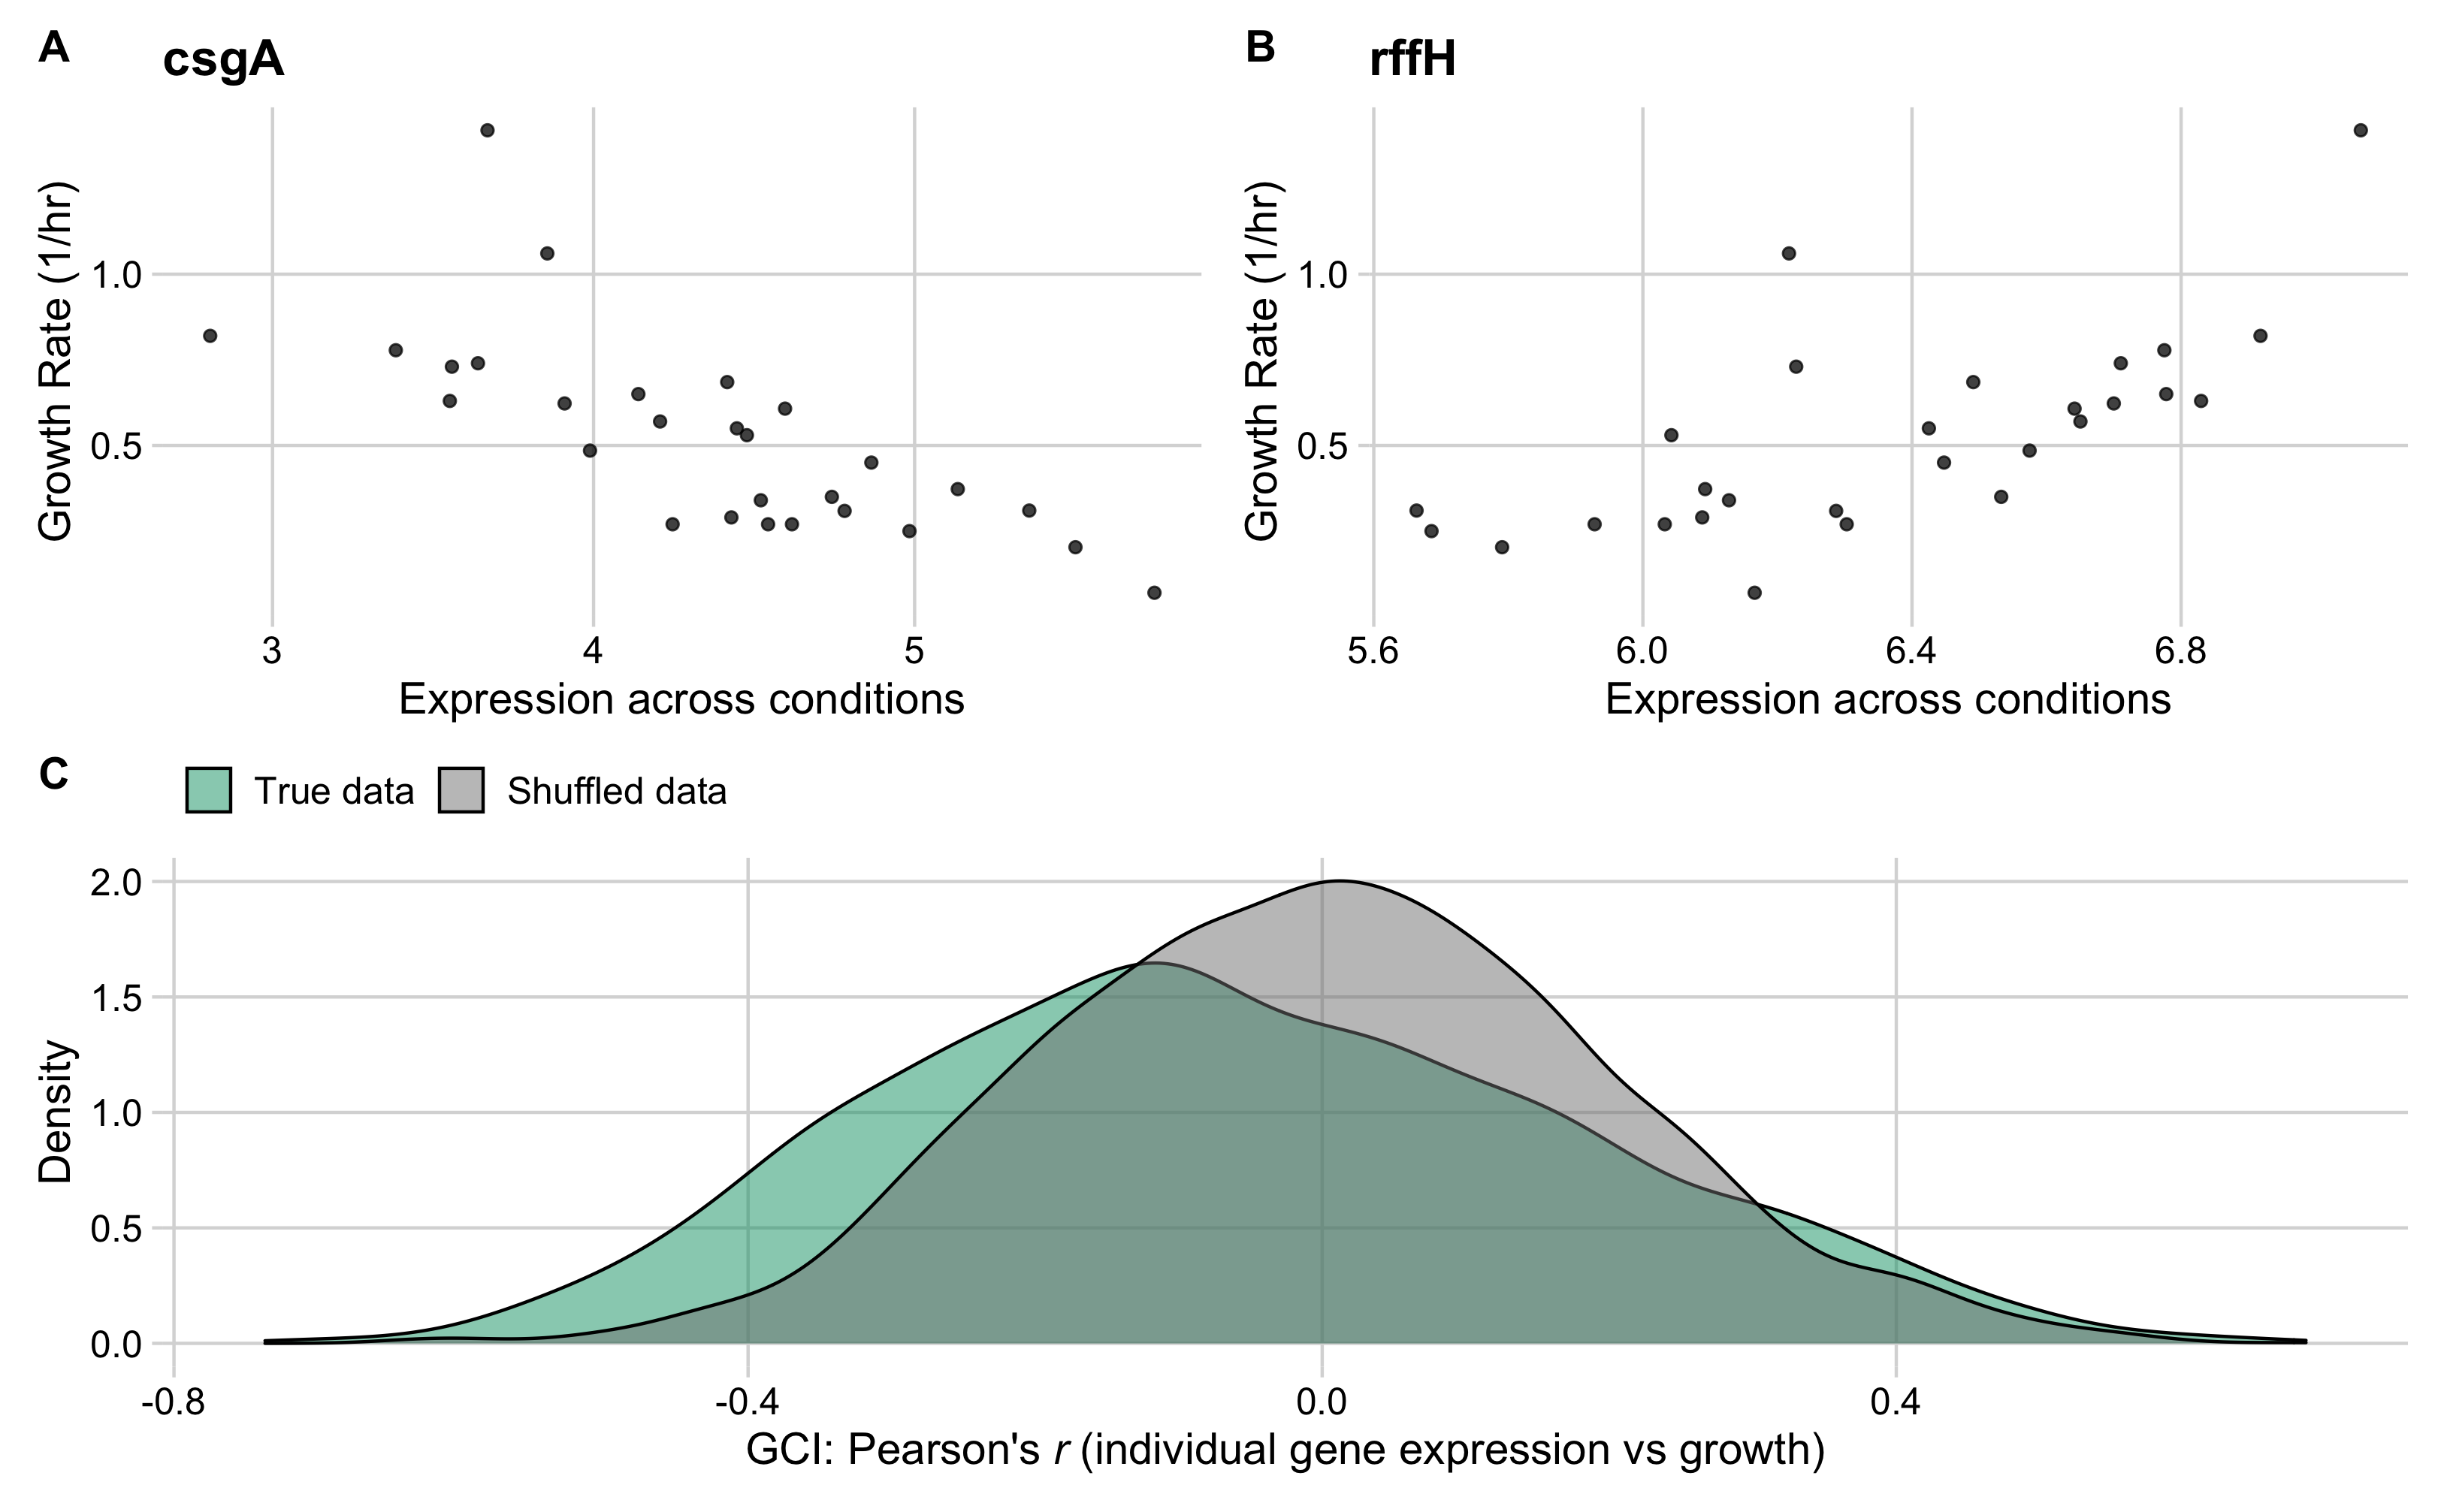 A
csgA
Growth Rate (1/hr)
1.0
0.5
3
4
5
Expression across conditions
B
rffH
Growth Rate (1/hr)
1.0
0.5
5.6
6.0
6.4
6.8
Expression across conditions
C
True data
Shuffled data
Density
2.0
1.5
1.0
0.5
0.0
-0.8
-0.4
0.0
0.4
GCI: Pearson's r (individual gene expression vs growth)